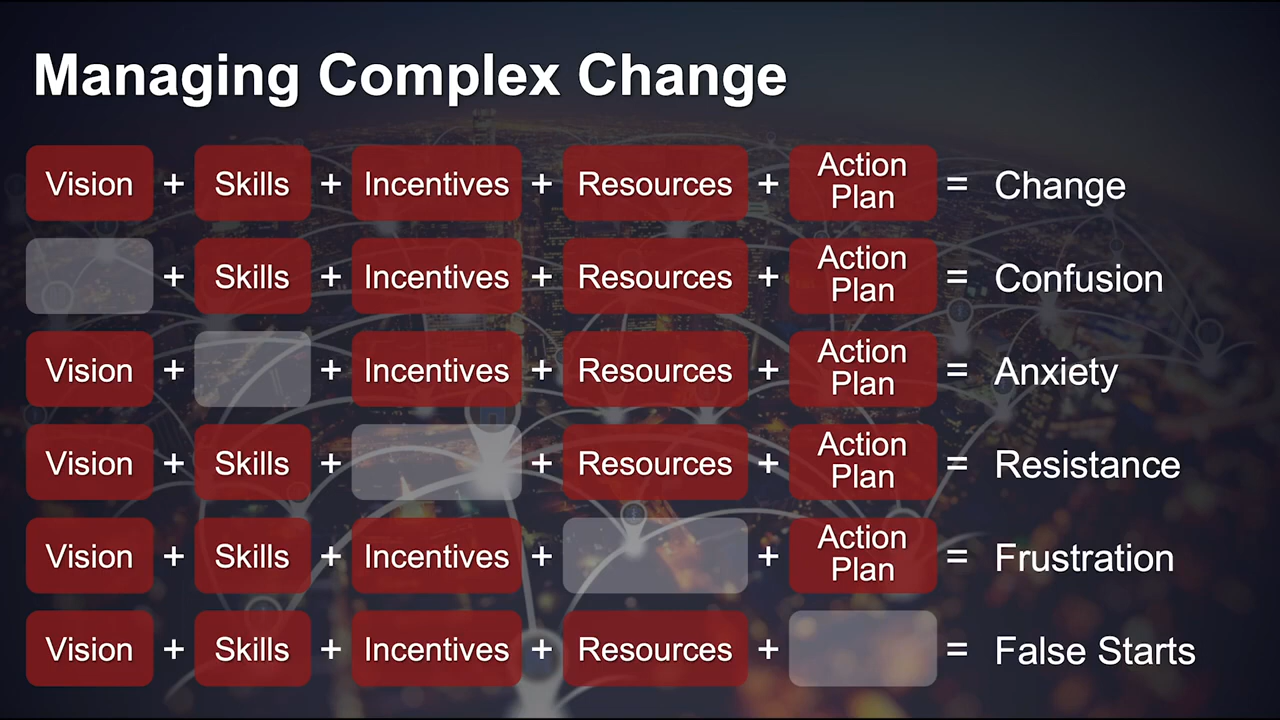 Managing Complex Change
Vision + Skills + Incentives + Resources + Action Plan = Change
+ Skills + Incentives + Resources + Action Plan = Confusion
Vision + + Incentives + Resources + Action Plan = Anxiety
Vision + Skills + + Resources + Action Plan = Resistance
Vision + Skills + Incentives + + Action Plan = Frustration
Vision + Skills + Incentives + Resources + = False Starts